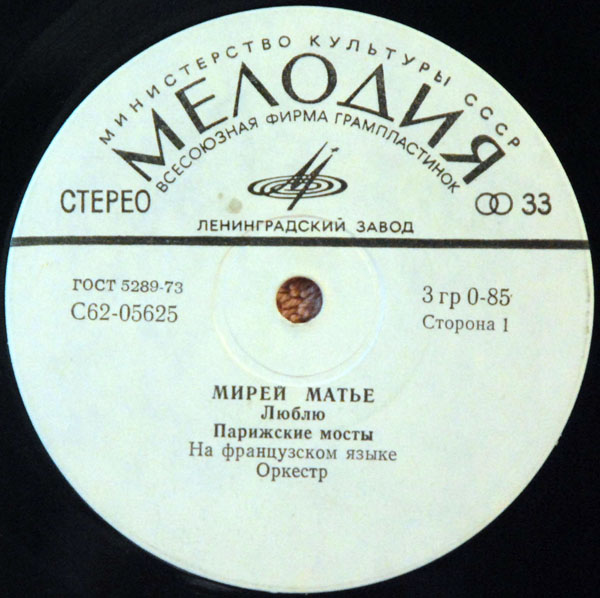 МИНИСТЕРСТВО КУЛЬТУРЫ СССР
МЕЛОДИЯ
ВСЕСОЮЗНАЯ ФИРМА ГРАМПЛАСТИНОК
СТЕРЕО
33
ЛЕНИНГРАДСКИЙ ЗАВОД
ГОСТ 5289-73
С62-05625
3 гр 0-85
Сторона 1
МИРЕЙ МАТЬЕ
Люблю
Парижские мосты
На французском языке
Оркестр